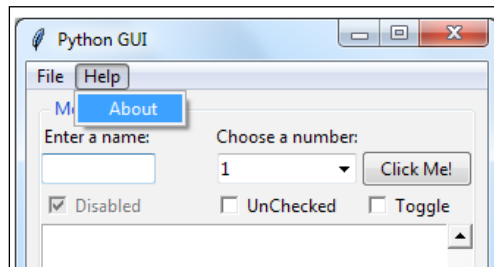 Python GUI
File Help
About
Enter a name: Choose a number:
1 Click Me!
Disabled UnChecked Toggle